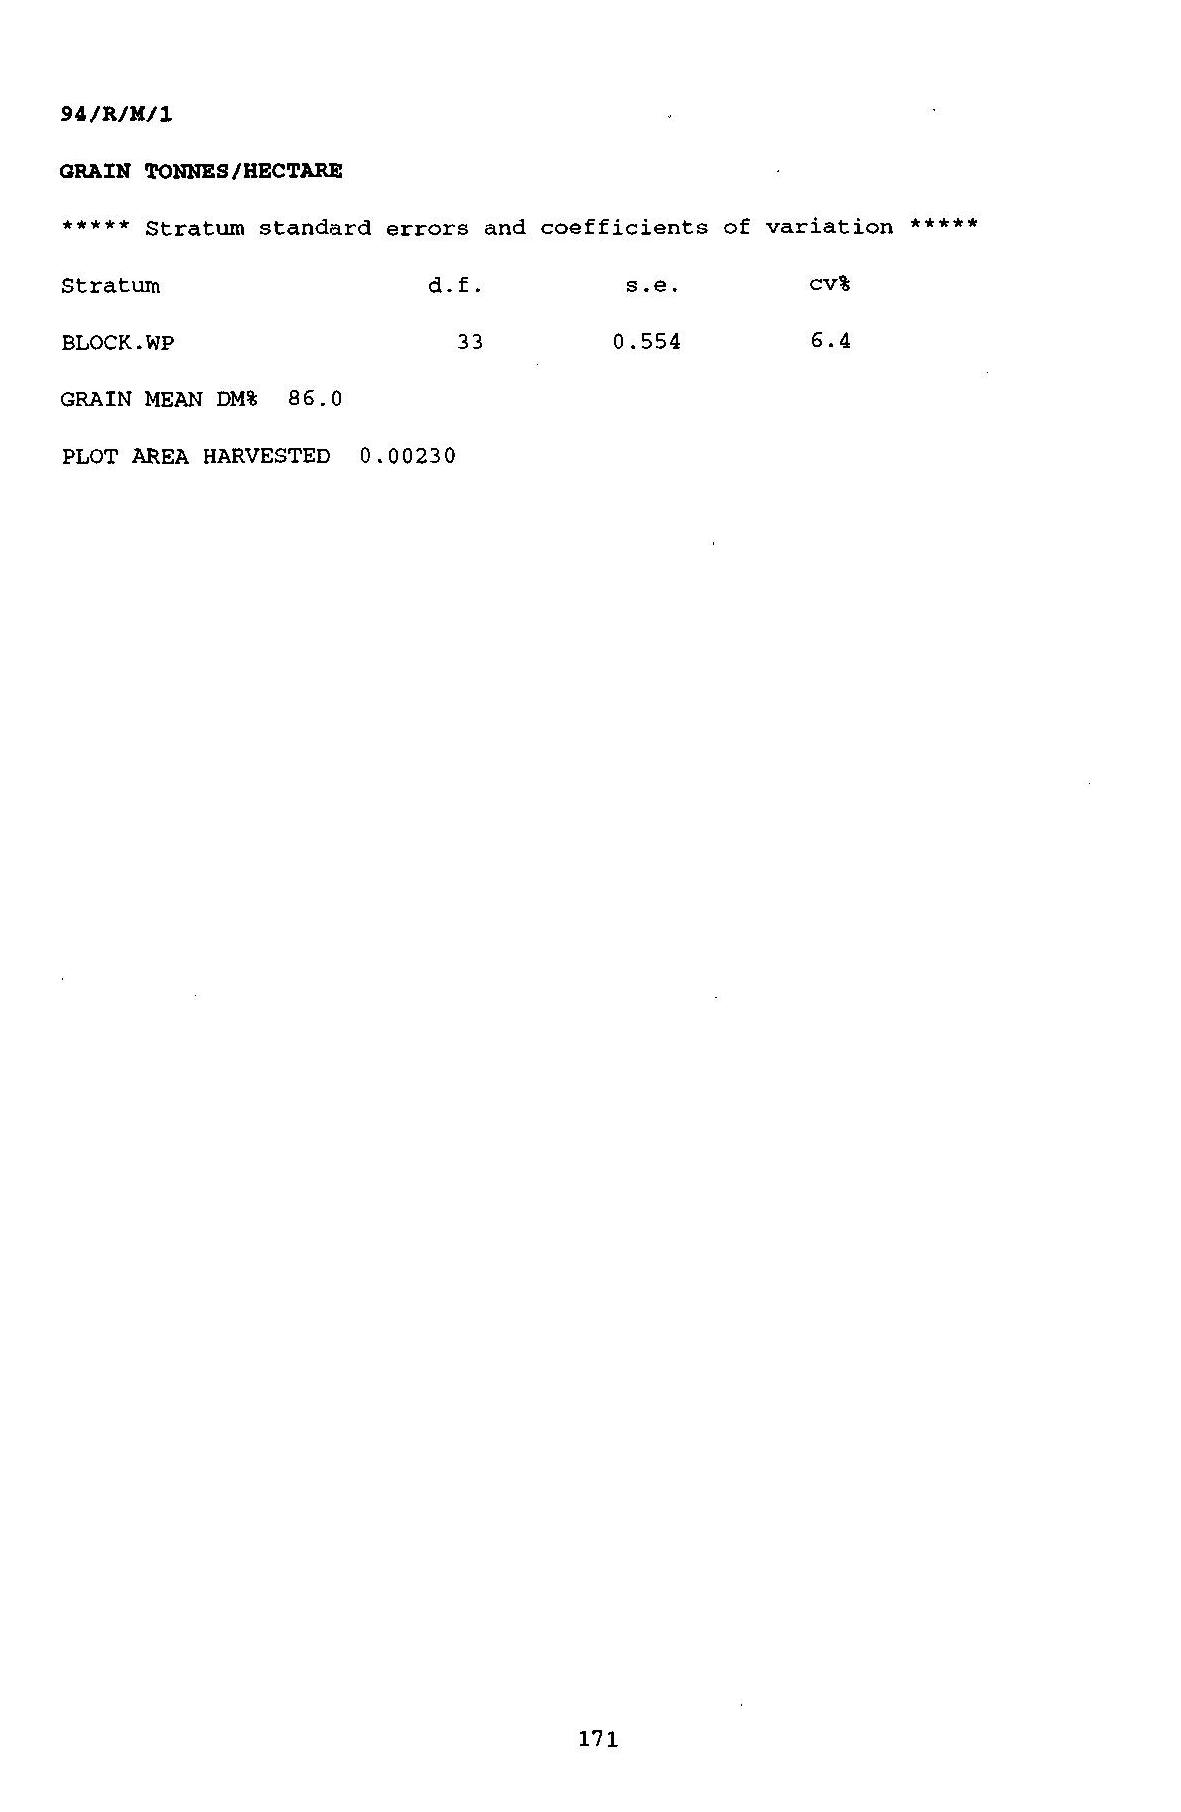 94/R/M/1
GRAIN TONNES/HECTARE
***** Stratum standard errors and coefficients of variation *****
Stratum d.f. s.e. cv%
BLOCK.WP 33 0.554 6.4
GRAIN MEAN DM% 86.0
PLOT AREA HARVESTED 0.00230
171